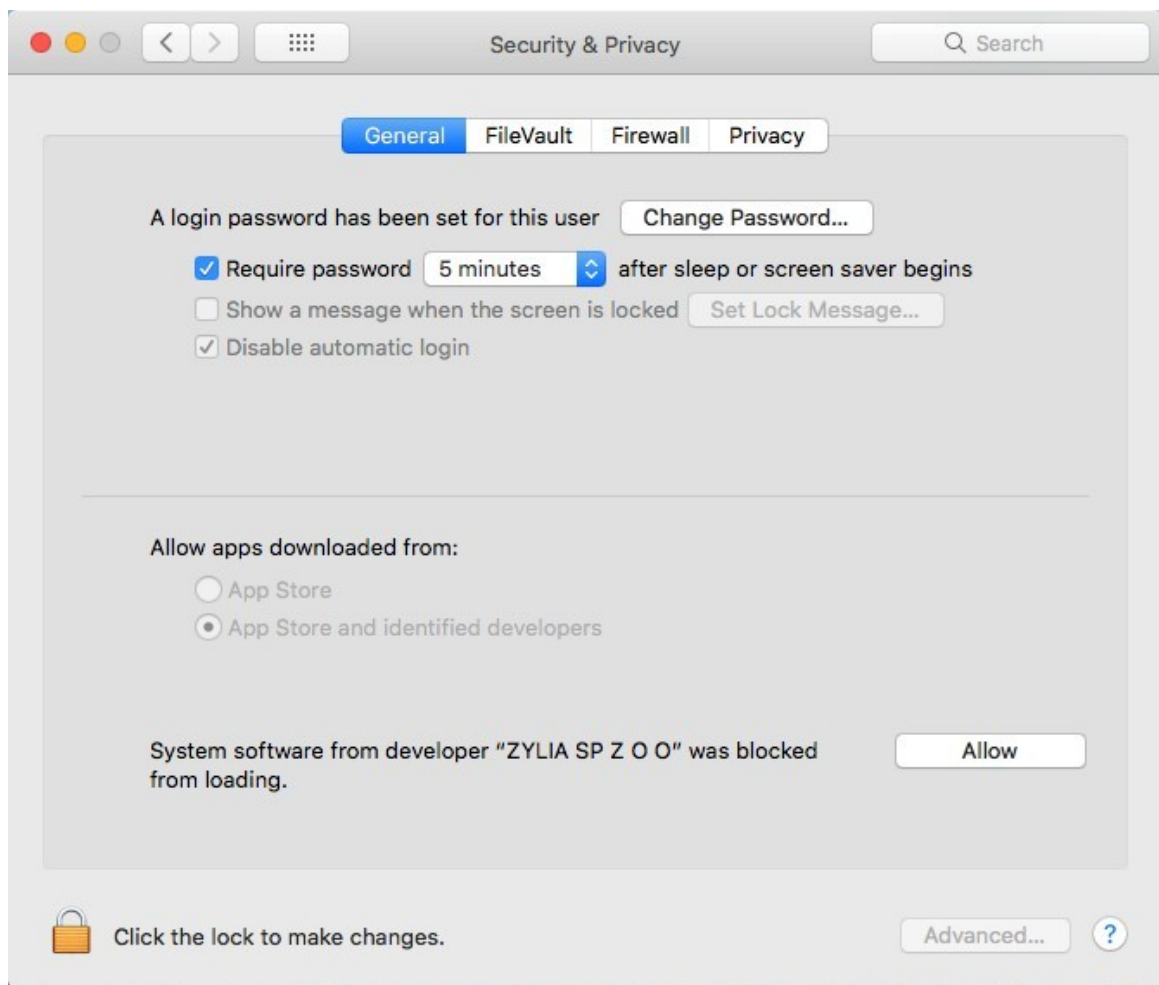 Security & Privacy
Search
General FileVault Firewall Privacy
A login password has been set for this user Change Password...
Require password 5 minutes after sleep or screen saver begins
Show a message when the screen is locked Set Lock Message...
Disable automatic login
Allow apps downloaded from:
App Store
App Store and identified developers
System software from developer “ZYLIA SP Z O O” was blocked Allow
from loading.
Click the lock to make changes. Advanced... ?